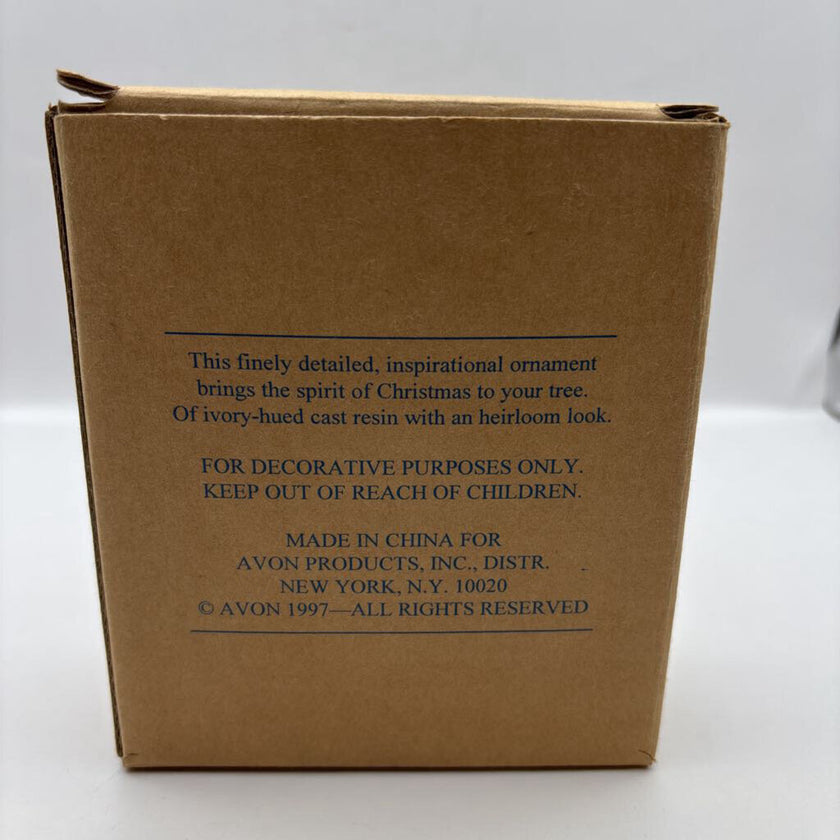 This finely detailed, inspirational ornament
brings the spirit of Christmas to your tree.
Of ivory-hued cast resin with an heirloom look.
FOR DECORATIVE PURPOSES ONLY.
KEEP OUT OF REACH OF CHILDREN.
MADE IN CHINA FOR
AVON PRODUCTS, INC., DISTR.
NEW YORK, N.Y. 10020
© AVON 1997—ALL RIGHTS RESERVED